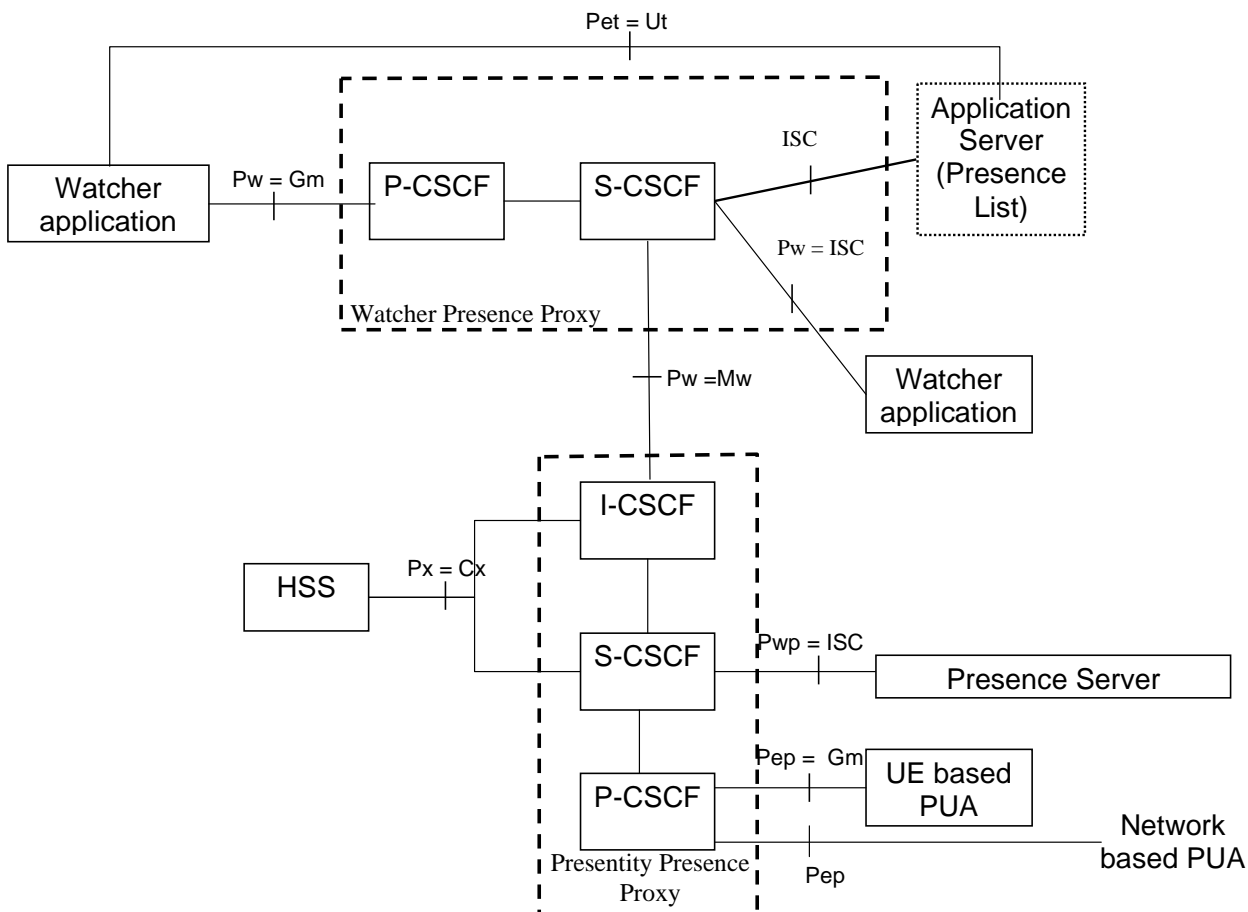 Pet = Ut
Application
Server
(Presence
List)
ISC
Watcher
application
Pw = Gm
P-CSCF
S-CSCF
Pw = ISC
Watcher Presence Proxy
Watcher
application
Pw =Mw
I-CSCF
HSS
Px = Cx
S-CSCF
Pwp = ISC
Presence Server
Pep =  Gm
UE based
PUA
P-CSCF
Network
based PUA
Pep
Presentity Presence
Proxy